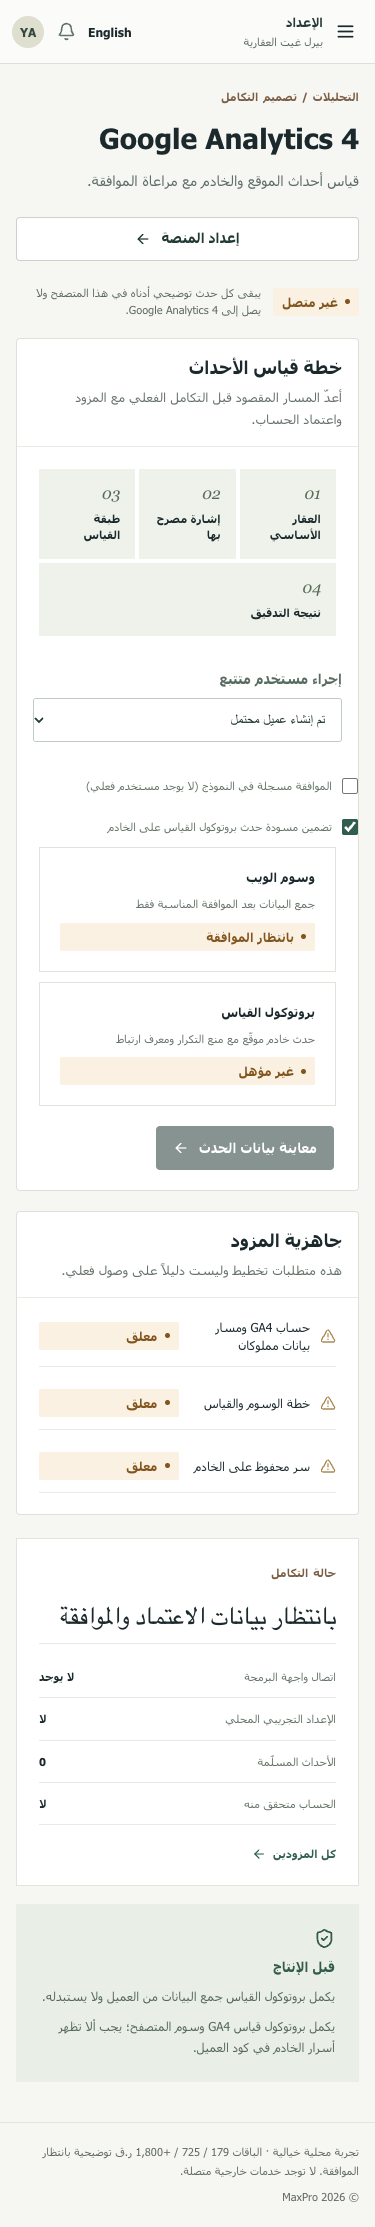 الإعداد
بيرل غيت العقارية
English
YA
التحليلات / تصميم التكامل
Google Analytics 4
قياس أحداث الموقع والخادم مع مراعاة الموافقة.
إعداد المنصة
غير متصل
يبقى كل حدث توضيحي أدناه في هذا المتصفح ولا
يصل إلى Google Analytics 4.
خطة قياس الأحداث
أعدّ المسار المقصود قبل التكامل الفعلي مع المزود
واعتماد الحساب.
01
العقار
الأساسي
02
إشارة مصرح
بها
03
طبقة
القياس
04
نتيجة التدقيق
إجراء مستخدم متتبع
تم إنشاء عميل محتمل
الموافقة مسجلة في النموذج (لا يوجد مستخدم فعلي)
تضمين مسودة حدث بروتوكول القياس على الخادم
وسوم الويب
جمع البيانات بعد الموافقة المناسبة فقط
بانتظار الموافقة
بروتوكول القياس
حدث خادم موقّع مع منع التكرار ومعرف ارتباط
غير مؤهل
معاينة بيانات الحدث
جاهزية المزود
هذه متطلبات تخطيط وليست دليلاً على وصول فعلي.
حساب GA4 ومسار
بيانات مملوكان
معلق
خطة الوسوم والقياس
معلق
سر محفوظ على الخادم
معلق
حالة التكامل
بانتظار بيانات الاعتماد والموافقة
اتصال واجهة البرمجة
لا يوجد
الإعداد التجريبي المحلي
لا
الأحداث المسلّمة
0
الحساب متحقق منه
لا
كل المزودين
قبل الإنتاج
يكمل بروتوكول القياس جمع البيانات من العميل ولا يستبدله.
يكمل بروتوكول قياس GA4 وسوم المتصفح؛ يجب ألا تظهر
أسرار الخادم في كود العميل.
تجربة محلية خيالية · الباقات 179 / 725 / +1,800 ر.ق توضيحية بانتظار
الموافقة. لا توجد خدمات خارجية متصلة.
© 2026 MaxPro